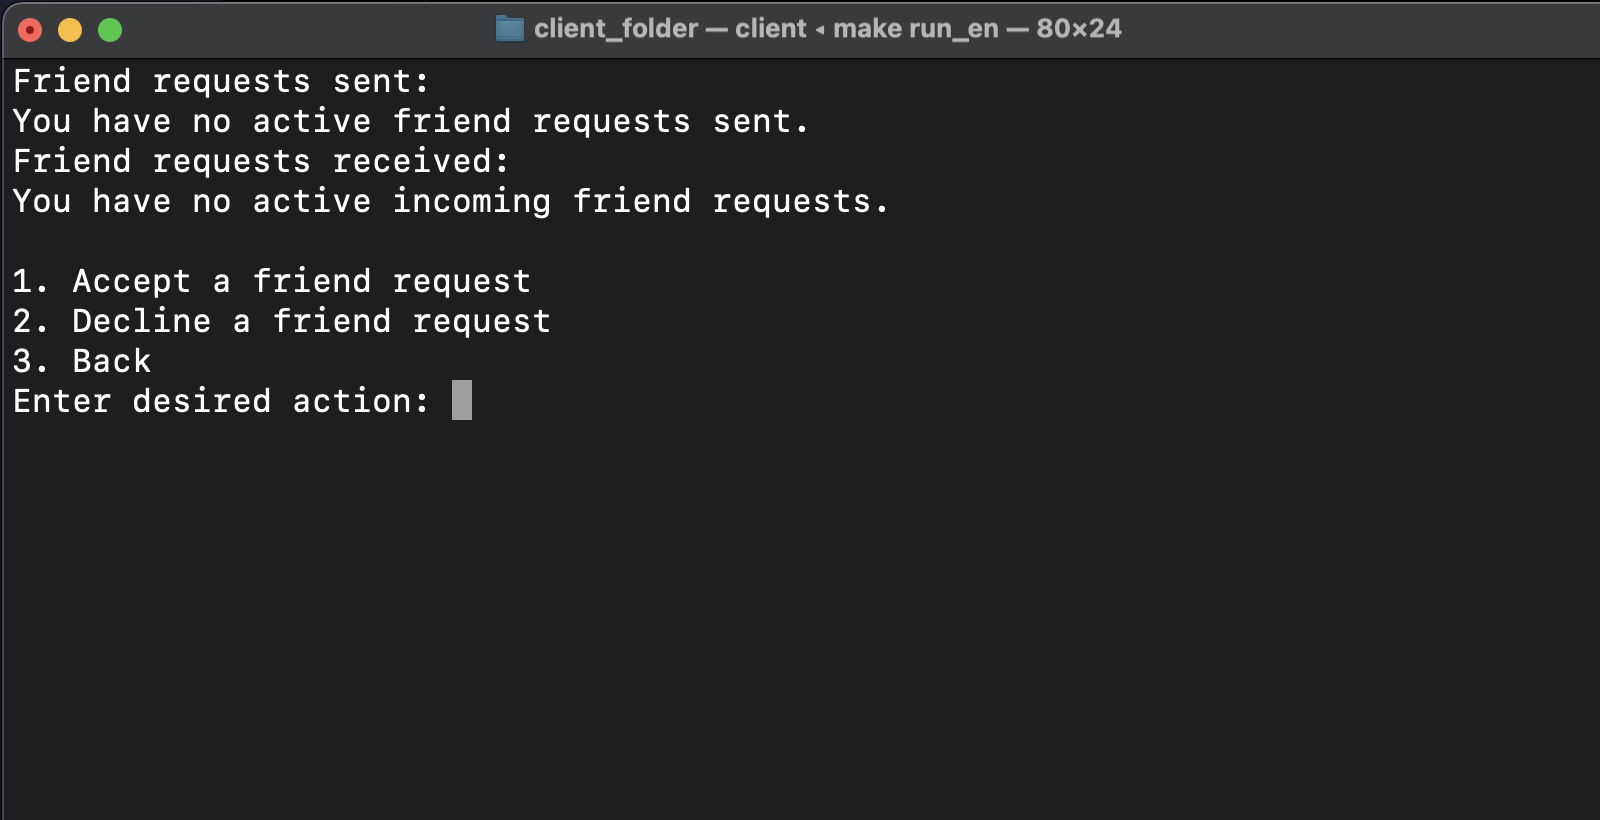 client_folder — client ◂ make run_en — 80×24
Friend requests sent:
You have no active friend requests sent.
Friend requests received:
You have no active incoming friend requests.
1. Accept a friend request
2. Decline a friend request
3. Back
Enter desired action: